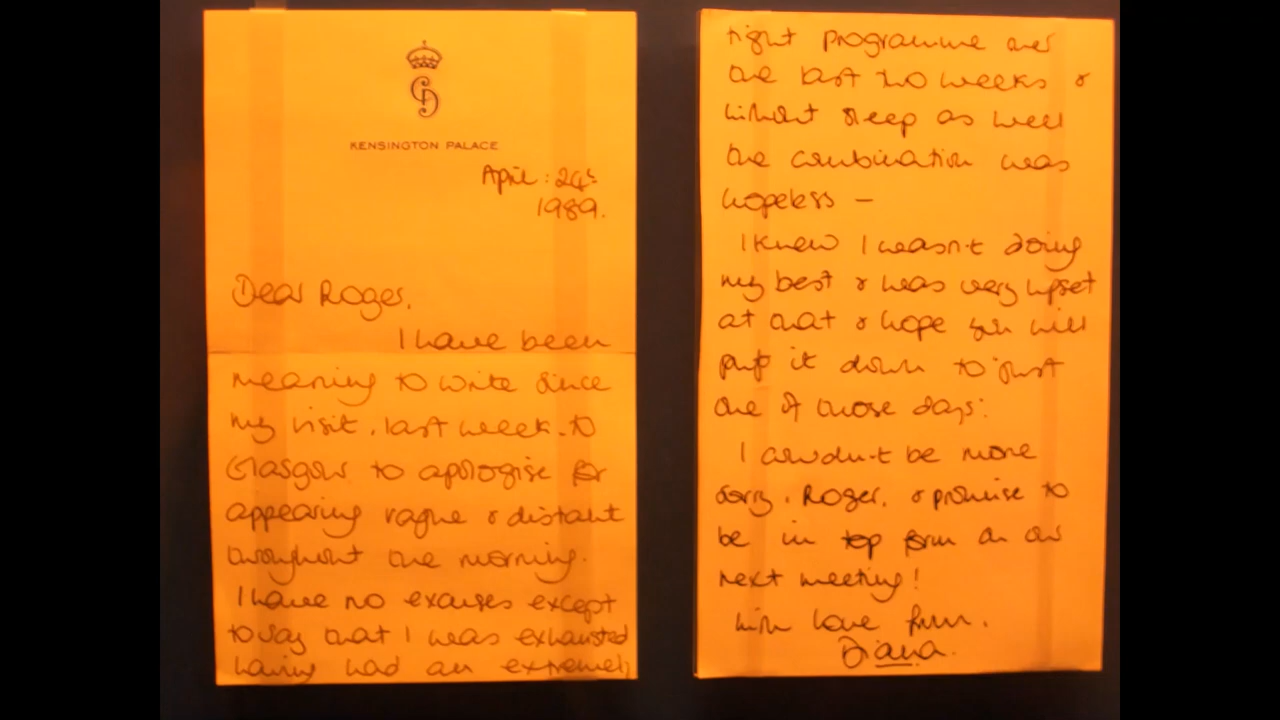 KENSINGTON PALACE
April: 24th
1989.
Dear Roger,
I have been
meaning to write since
my visit, last week, to
Glasgow to apologise for
appearing vague & distant
throughout the morning.
I have no excuses except
to say that I was exhausted
having had an extremely
tight programme over
the last two weeks &
without sleep as well
the combination was
hopeless -
I knew I wasn't doing
my best & was very upset
at that & hope you will
put it down to 'just
one of those days'.
I couldn't be more
sorry, Roger, & promise to
be in top form on our
next meeting!
With love from,
Diana.